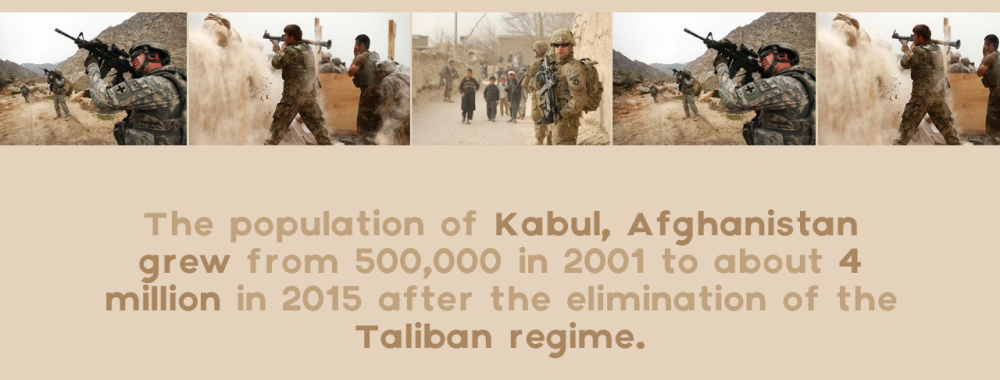 The population of Kabul, Afghanistan
grew from 500,000 in 2001 to about 4
million in 2015 after the elimination of the
Taliban regime.